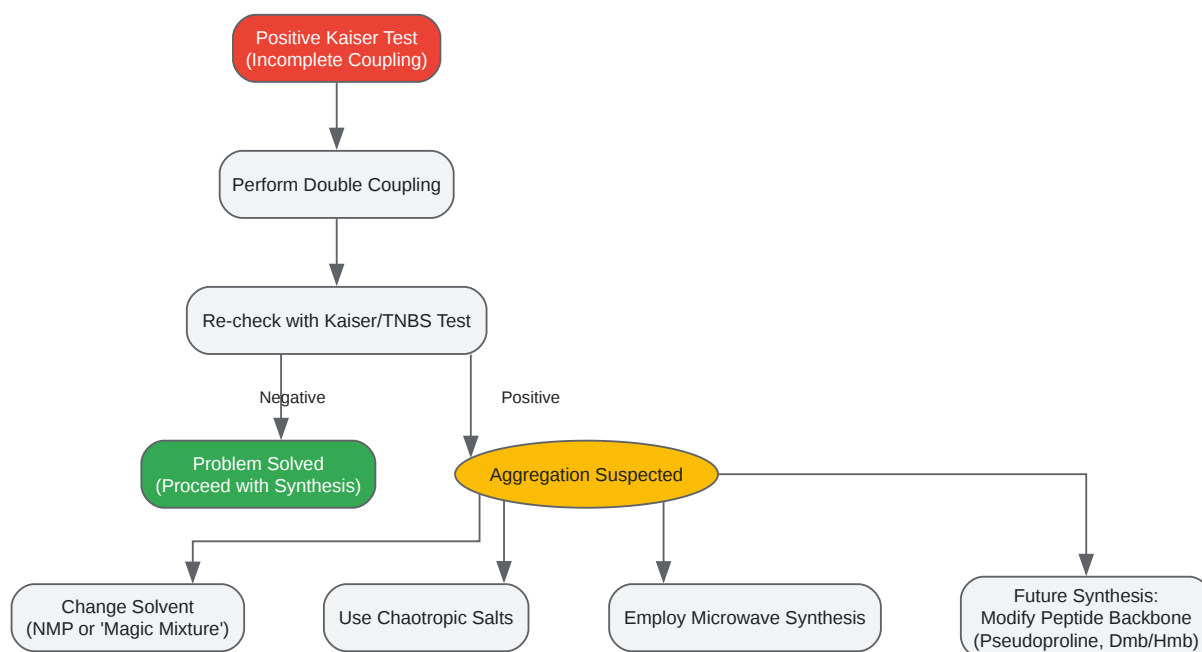 Positive Kaiser Test
(Incomplete Coupling)
Perform Double Coupling
Re-check with Kaiser/TNBS Test
Negative
Positive
Problem Solved
(Proceed with Synthesis)
Aggregation Suspected
Change Solvent
(NMP or 'Magic Mixture')
Use Chaotropic Salts
Employ Microwave Synthesis
Future Synthesis:
Modify Peptide Backbone
(Pseudoproline, Dmb/Hmb)